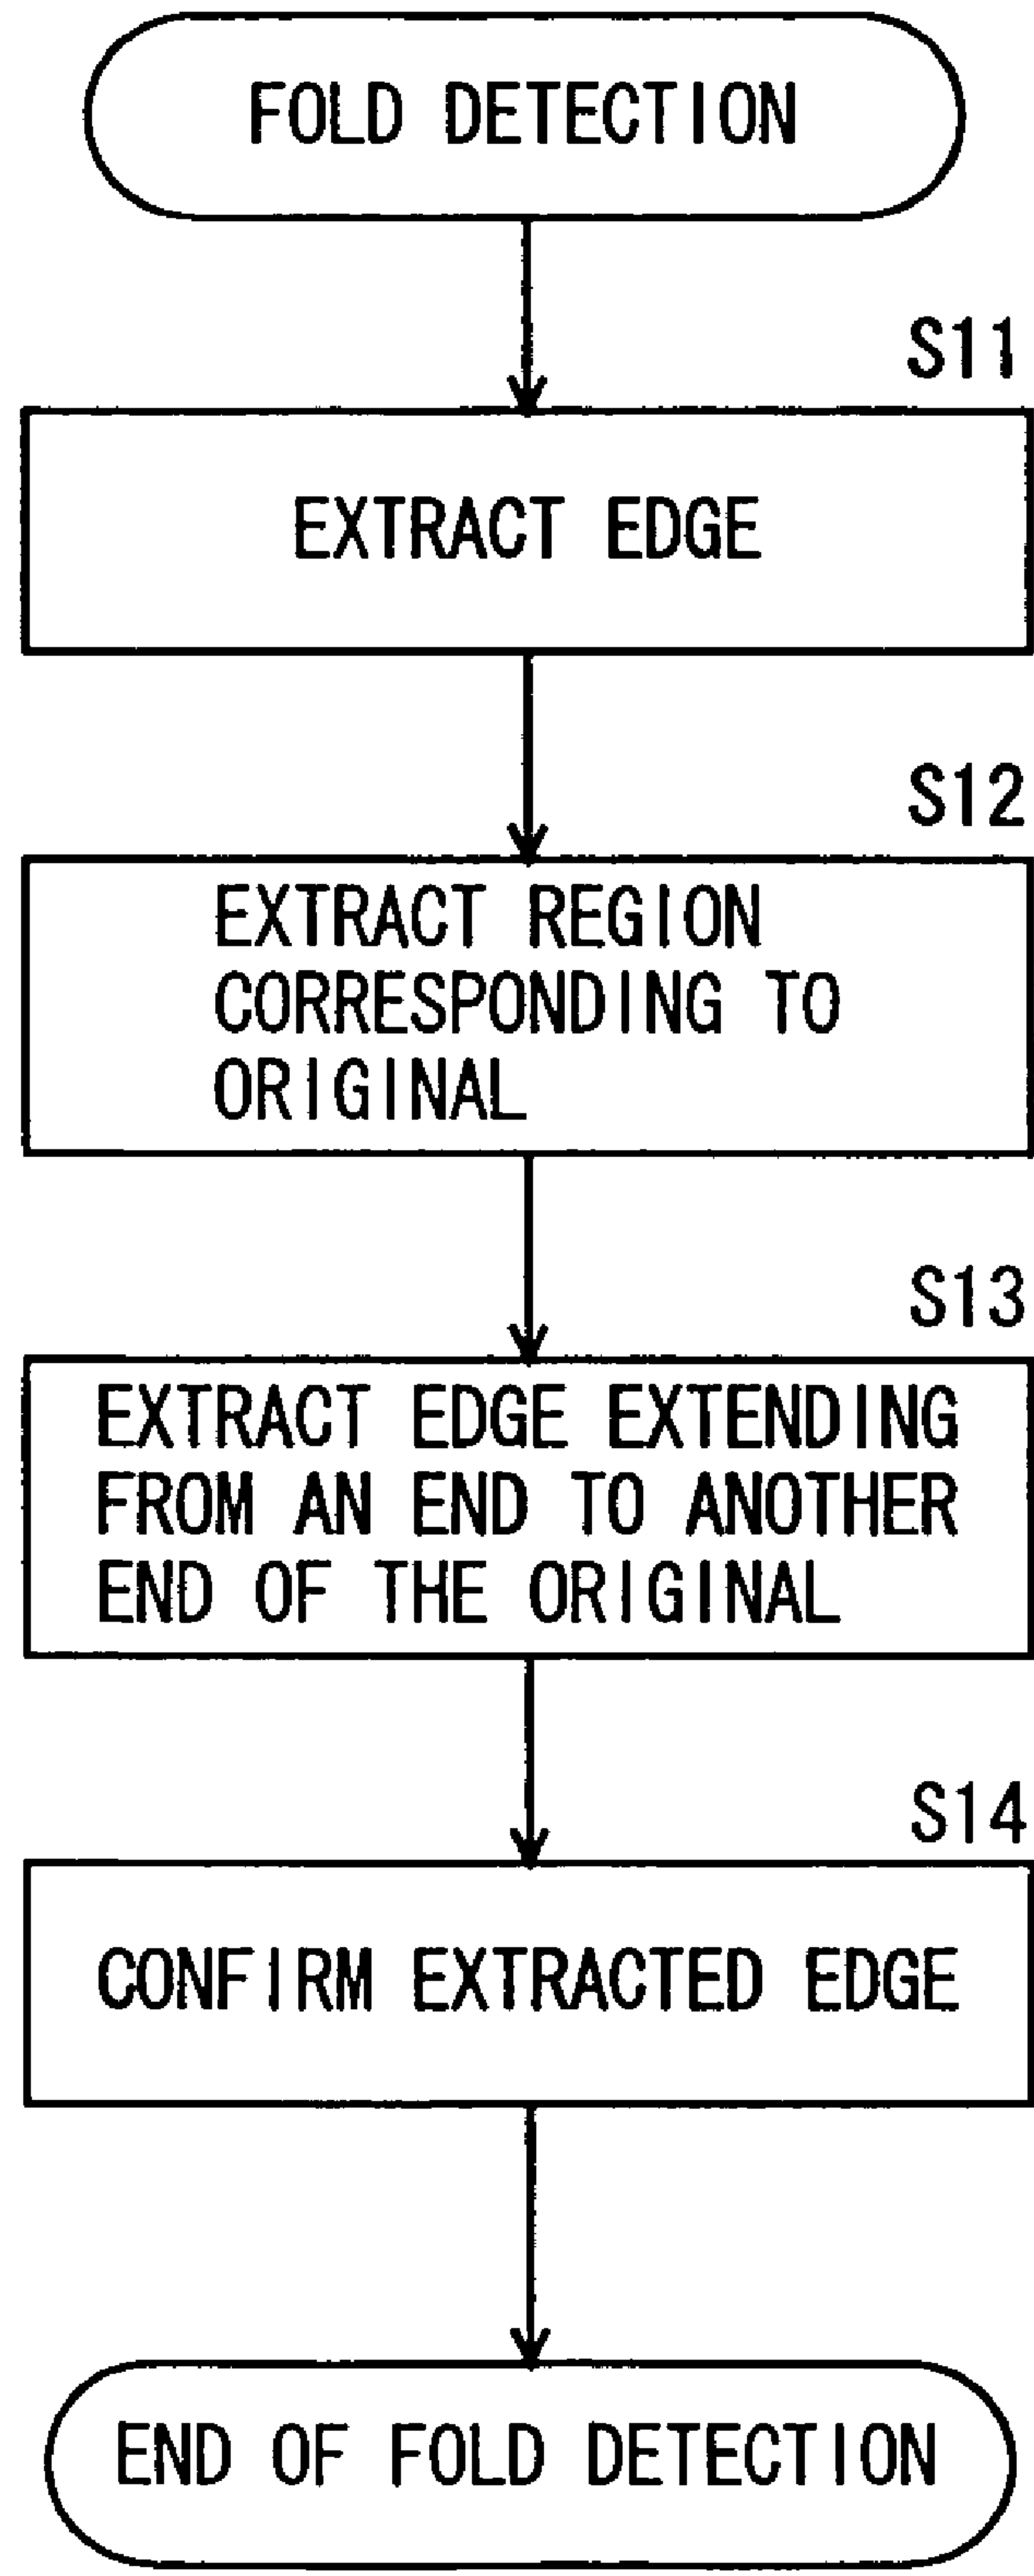 FOLD DETECTION
S11
EXTRACT EDGE
S12
EXTRACT REGION
CORRESPONDING TO
ORIGINAL
S13
EXTRACT EDGE EXTENDING
FROM AN END TO ANOTHER
END OF THE ORIGINAL
S14
CONFIRM EXTRACTED EDGE
END OF FOLD DETECTION